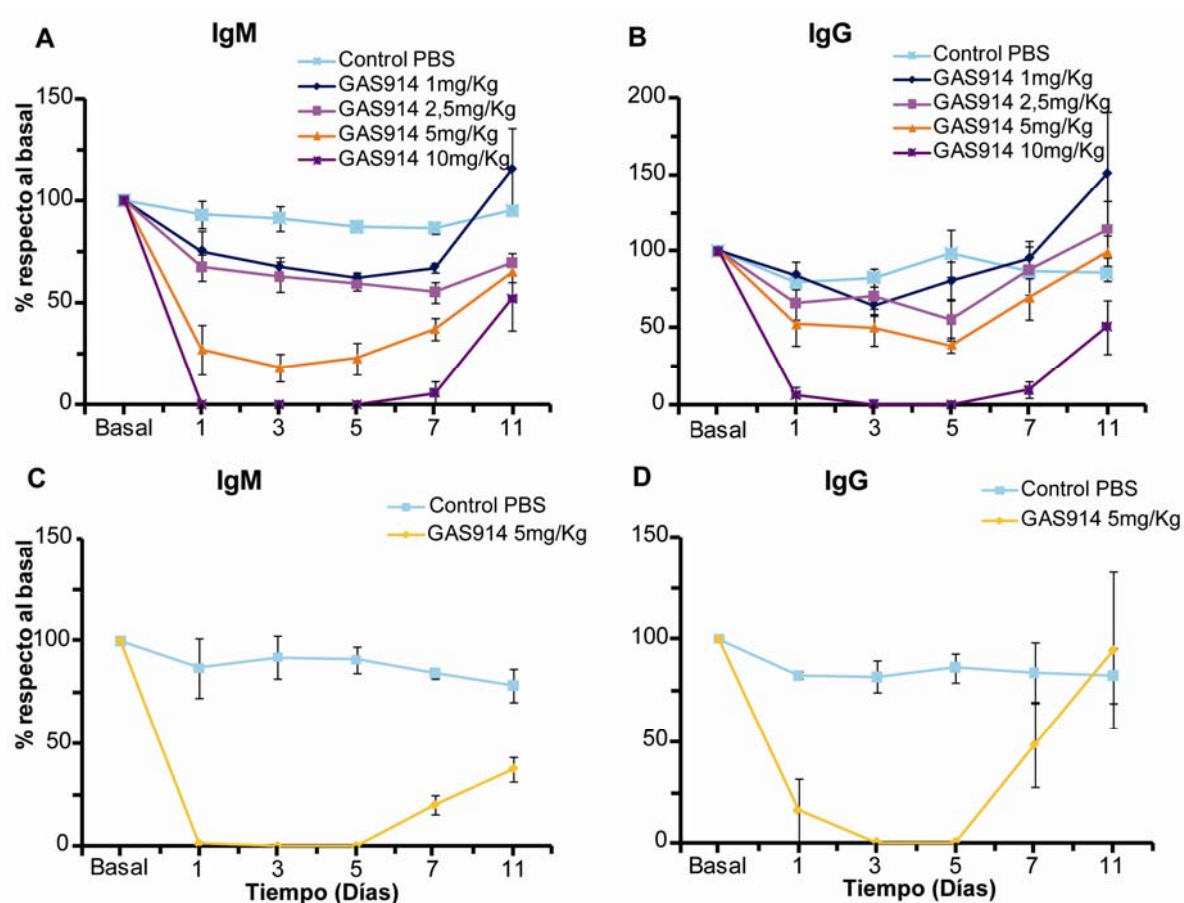 A
IgM
Control PBS
GAS914 1mg/Kg
GAS914 2,5mg/Kg
GAS914 5mg/Kg
GAS914 10mg/Kg
% respecto al basal
150
100
50
0
Basal 1 3 5 7 11
B
IgG
Control PBS
GAS914 1mg/Kg
GAS914 2,5mg/Kg
GAS914 5mg/Kg
GAS914 10mg/Kg
200
150
100
50
0
Basal 1 3 5 7 11
C
IgM
Control PBS
GAS914 5mg/Kg
% respecto al basal
150
100
50
0
Basal 1 3 5 7 11
Tiempo (Días)
D
IgG
Control PBS
GAS914 5mg/Kg
150
100
50
0
Basal 1 3 5 7 11
Tiempo (Días)